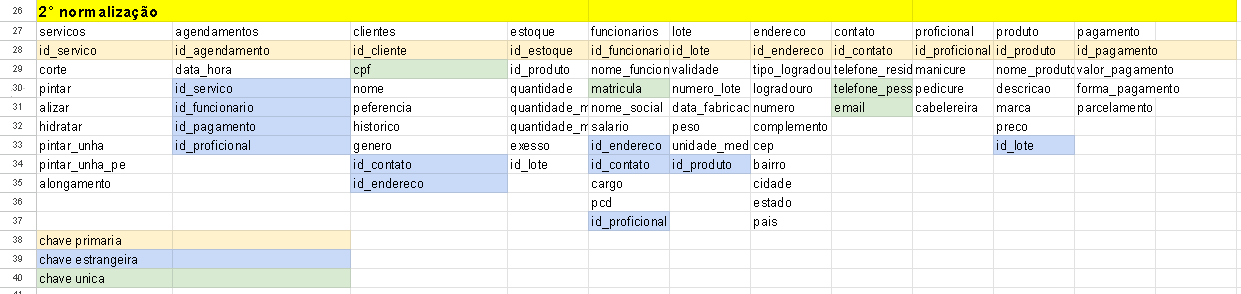 26 2° normalização
27 servicos agendamentos clientes estoque funcionarios lote endereco contato proficional produto pagamento
28 id_servico id_agendamento id_cliente id_estoque id_funcionario id_lote id_endereco id_contato id_proficional id_produto id_pagamento
29 corte data_hora cpf id_produto nome_funcion validade tipo_logradou telefone_resid manicure nome_produto valor_pagamento
30 pintar id_servico nome quantidade matricula numero_lote logradouro telefone_pess pedicure descricao forma_pagamento
31 alizar id_funcionario peferencia quantidade_m nome_social data_fabricac numero email cabelereira marca parcelamento
32 hidratar id_pagamento historico quantidade_m salario peso complemento preco
33 pintar_unha id_proficional genero exesso id_endereco unidade_med cep id_lote
34 pintar_unha_pe id_contato id_lote id_contato id_produto bairro
35 alongamento id_endereco cargo cidade
36 pcd estado
37 id_proficional pais
38 chave primaria
39 chave estrangeira
40 chave unica